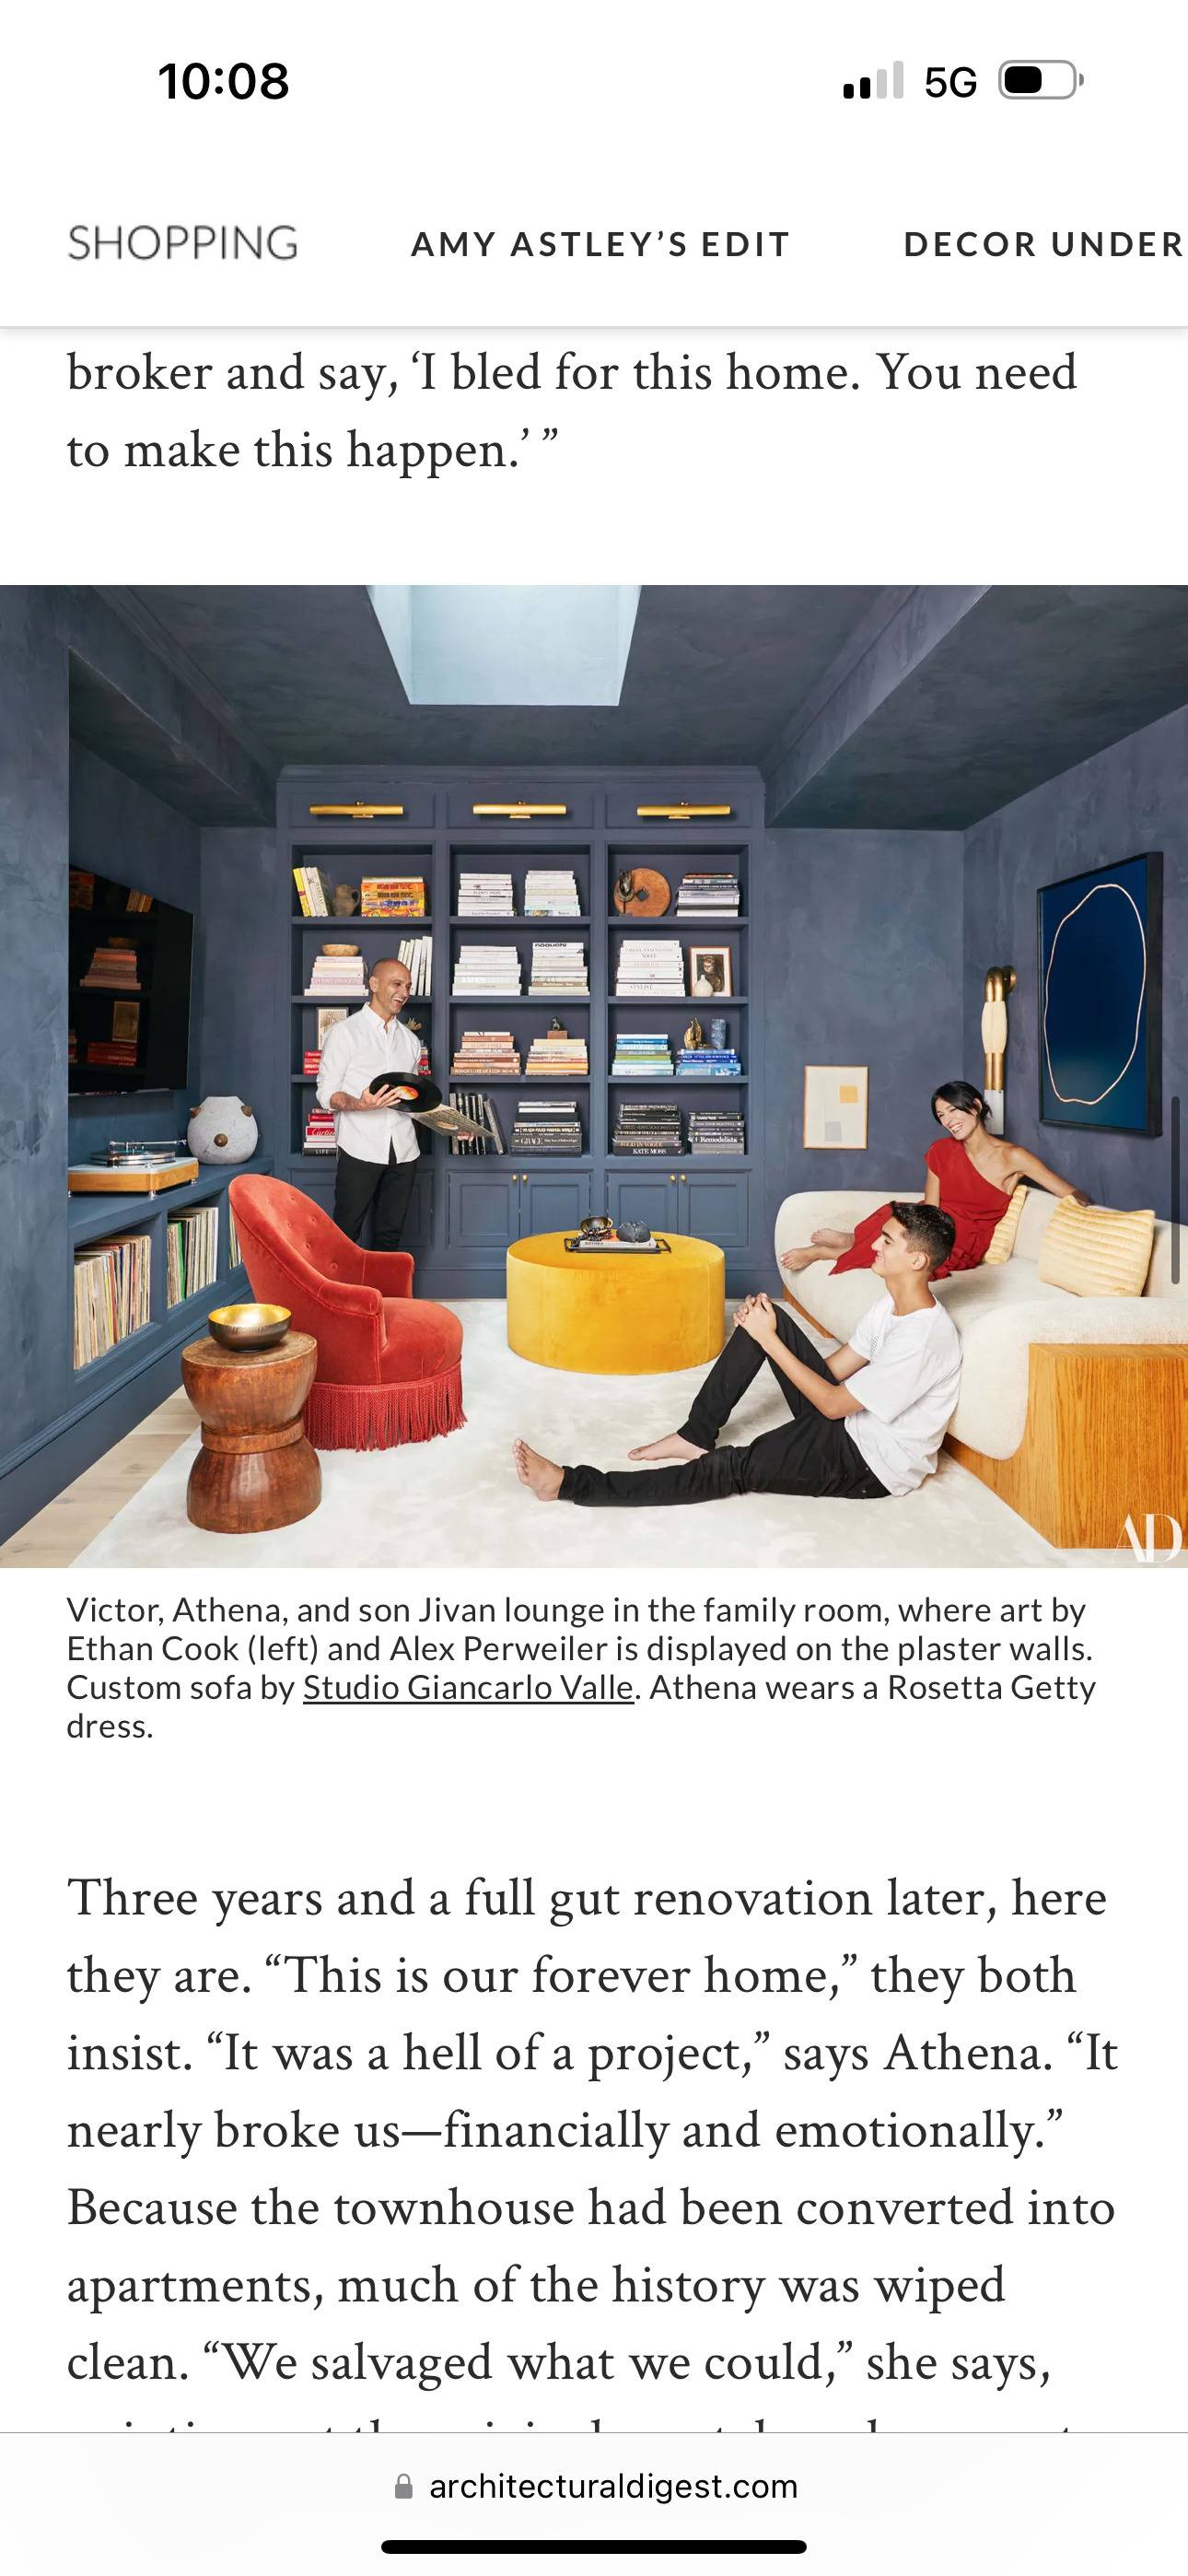 10:08
5G
SHOPPING
AMY ASTLEY’S EDIT
DECOR UNDER
broker and say, ‘I bled for this home. You need
to make this happen.’ ”
Cartier
LIFE
GRACE
KATE MOSS
Remodelista
AD
Victor, Athena, and son Jivan lounge in the family room, where art by
Ethan Cook (left) and Alex Perweiler is displayed on the plaster walls.
Custom sofa by Studio Giancarlo Valle. Athena wears a Rosetta Getty
dress.
Three years and a full gut renovation later, here
they are. “This is our forever home,” they both
insist. “It was a hell of a project,” says Athena. “It
nearly broke us—financially and emotionally.”
Because the townhouse had been converted into
apartments, much of the history was wiped
clean. “We salvaged what we could,” she says,
architecturaldigest.com